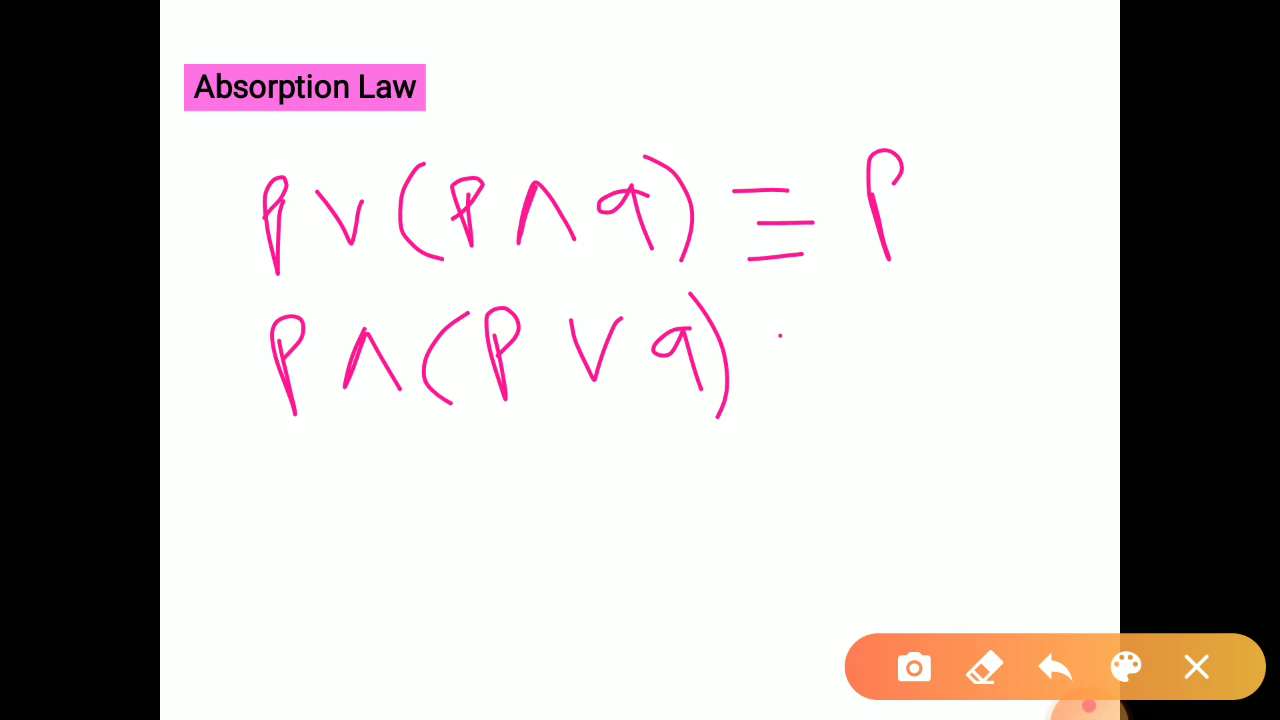 Absorption Law
p ∨ (p ∧ q) ≡ p
p ∧ (p ∨ q)